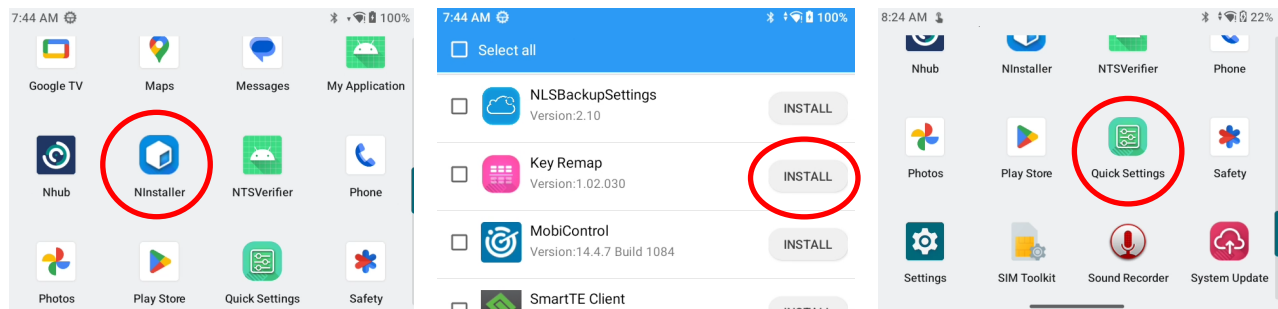 7:44 AM
100%
Google TV
Maps
Messages
My Application
Nhub
NInstaller
NTSVerifier
Phone
Photos
Play Store
Quick Settings
Safety
7:44 AM
100%
Select all
NLSBackupSettings
Version:2.10
INSTALL
Key Remap
Version:1.02.030
INSTALL
MobiControl
Version:14.4.7 Build 1084
INSTALL
SmartTE Client
INSTALL
8:24 AM
22%
Nhub
NInstaller
NTSVerifier
Phone
Photos
Play Store
Quick Settings
Safety
Settings
SIM Toolkit
Sound Recorder
System Update